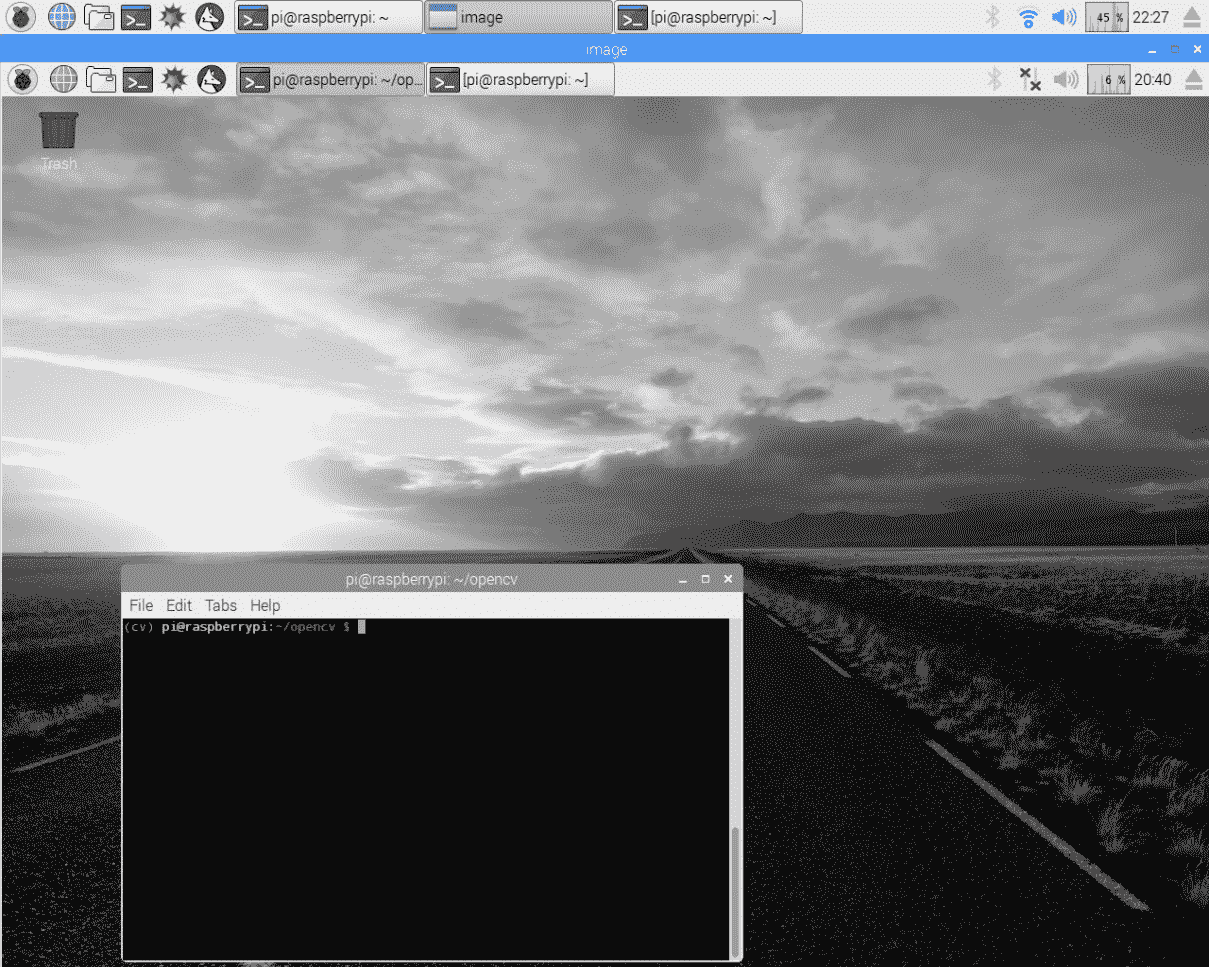 pi@raspberrypi: ~ image [pi@raspberrypi: ~] 45 % 22:27
image
pi@raspberrypi: ~/op... [pi@raspberrypi: ~] 6 % 20:40
Trash
pi@raspberrypi: ~/opencv
File Edit Tabs Help
(cv) pi@raspberrypi:~/opencv $